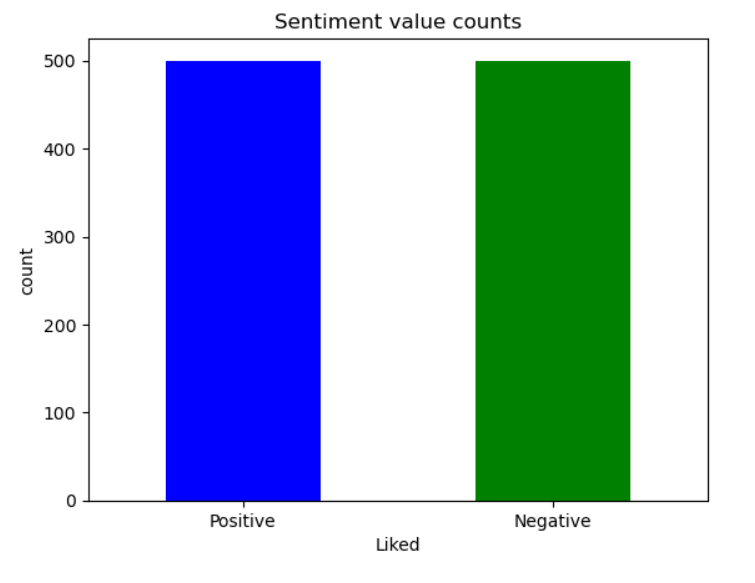 Sentiment value counts
500
400
300
200
100
0
count
Positive
Negative
Liked